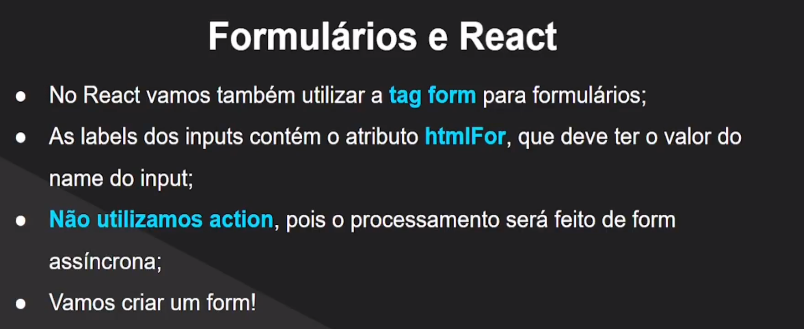 Formulários e React
● No React vamos também utilizar a tag form para formulários;
● As labels dos inputs contém o atributo htmlFor, que deve ter o valor do
name do input;
● Não utilizamos action, pois o processamento será feito de form
assíncrona;
● Vamos criar um form!